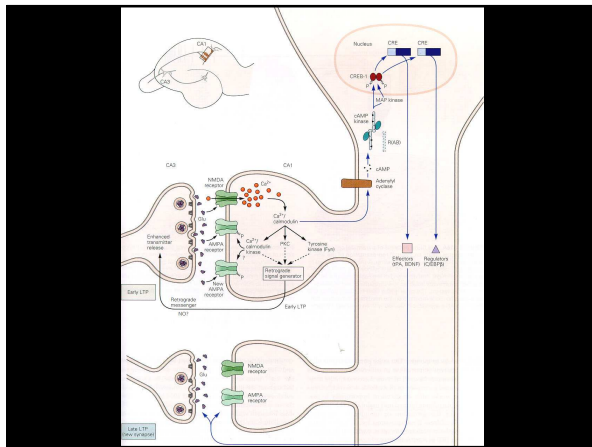 CA1
CA3
Nucleus
CRE
CRE
CREB-1
P
P
MAP kinase
cAMP
kinase
R(AB)
cAMP
Adenylyl
cyclase
CA3
CA1
NMDA
receptor
Ca²⁺
Glu
Ca²⁺/
calmodulin
P
AMPA
receptor
Ca²⁺/
calmodulin
kinase
PKC
Tyrosine
kinase (Fyn)
Enhanced
transmitter
release
P
New
AMPA
receptor
Retrograde
signal generator
Early LTP
Retrograde
messenger
NO?
Early LTP
Effectors
(tPA, BDNF)
Regulators
(C/EBPβ)
Glu
NMDA
receptor
AMPA
receptor
Late LTP
(new synapse)